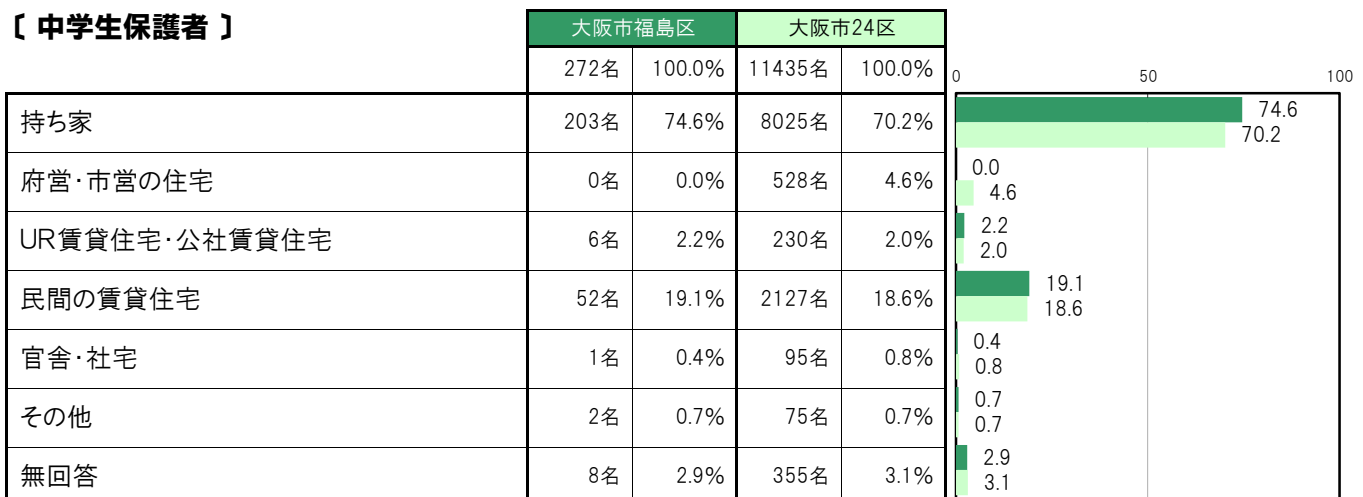 〔 中学生保護者 〕
大阪市福島区 大阪市24区
272名 100.0% 11435名 100.0%
0 50 100
持ち家 203名 74.6% 8025名 70.2% 74.6
70.2
府営・市営の住宅 0名 0.0% 528名 4.6% 0.0
4.6
UR賃貸住宅・公社賃貸住宅 6名 2.2% 230名 2.0% 2.2
2.0
民間の賃貸住宅 52名 19.1% 2127名 18.6% 19.1
18.6
官舎・社宅 1名 0.4% 95名 0.8% 0.4
0.8
その他 2名 0.7% 75名 0.7% 0.7
0.7
無回答 8名 2.9% 355名 3.1% 2.9
3.1